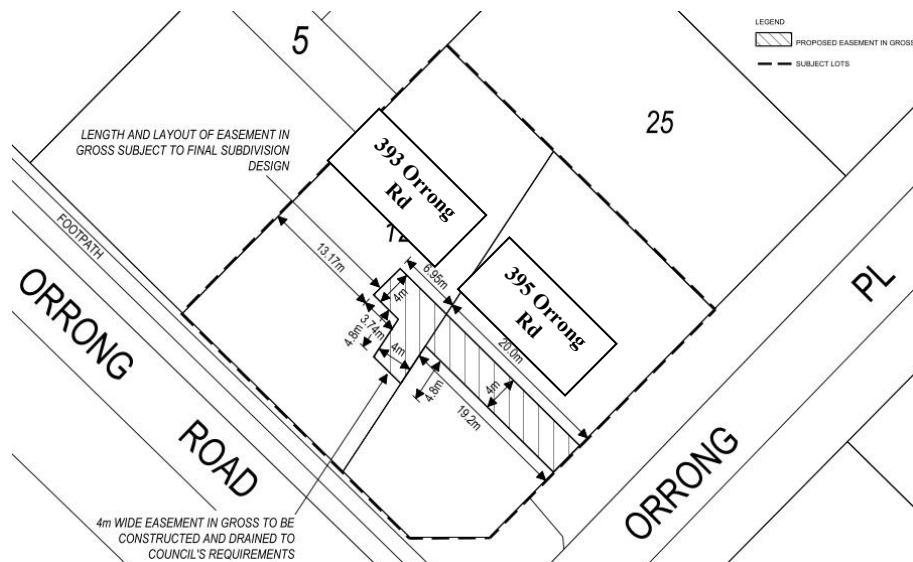 LEGEND
PROPOSED EASEMENT IN GROSS
SUBJECT LOTS
5
25
LENGTH AND LAYOUT OF EASEMENT IN
GROSS SUBJECT TO FINAL SUBDIVISION
DESIGN
393 Orrong
Rd
395 Orrong
Rd
FOOTPATH
13.17m
6.95m
4m
3.74m
4.8m
4m
20.0m
4.8m
4m
19.2m
ORRONG
ROAD
ORRONG
PL
4m WIDE EASEMENT IN GROSS TO BE
CONSTRUCTED AND DRAINED TO
COUNCIL'S REQUIREMENTS